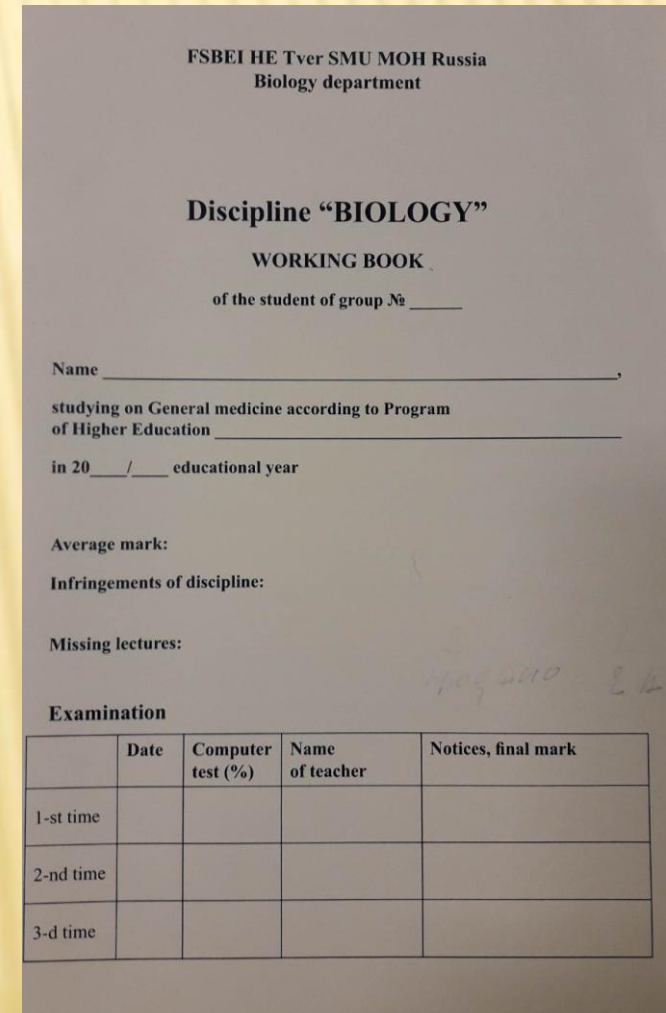 FSBEI HE Tver SMU MOH Russia
Biology department
Discipline “BIOLOGY”
WORKING BOOK
of the student of group № ______
Name ______,
studying on General medicine according to Program
of Higher Education ______
in 20____/____ educational year
Average mark:
Infringements of discipline:
Missing lectures:
Examination
Date Computer test (%) Name of teacher Notices, final mark
1-st time
2-nd time
3-d time